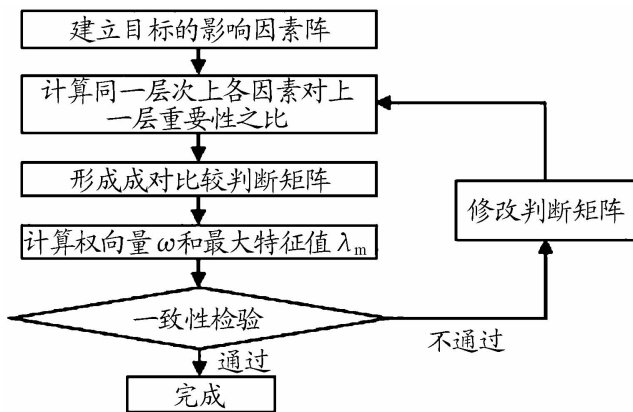 建立目标的影响因素阵
计算同一层次上各因素对上
一层重要性之比
形成成对比较判断矩阵
修改判断矩阵
计算权向量ω和最大特征值λm
一致性检验
不通过
通过
完成